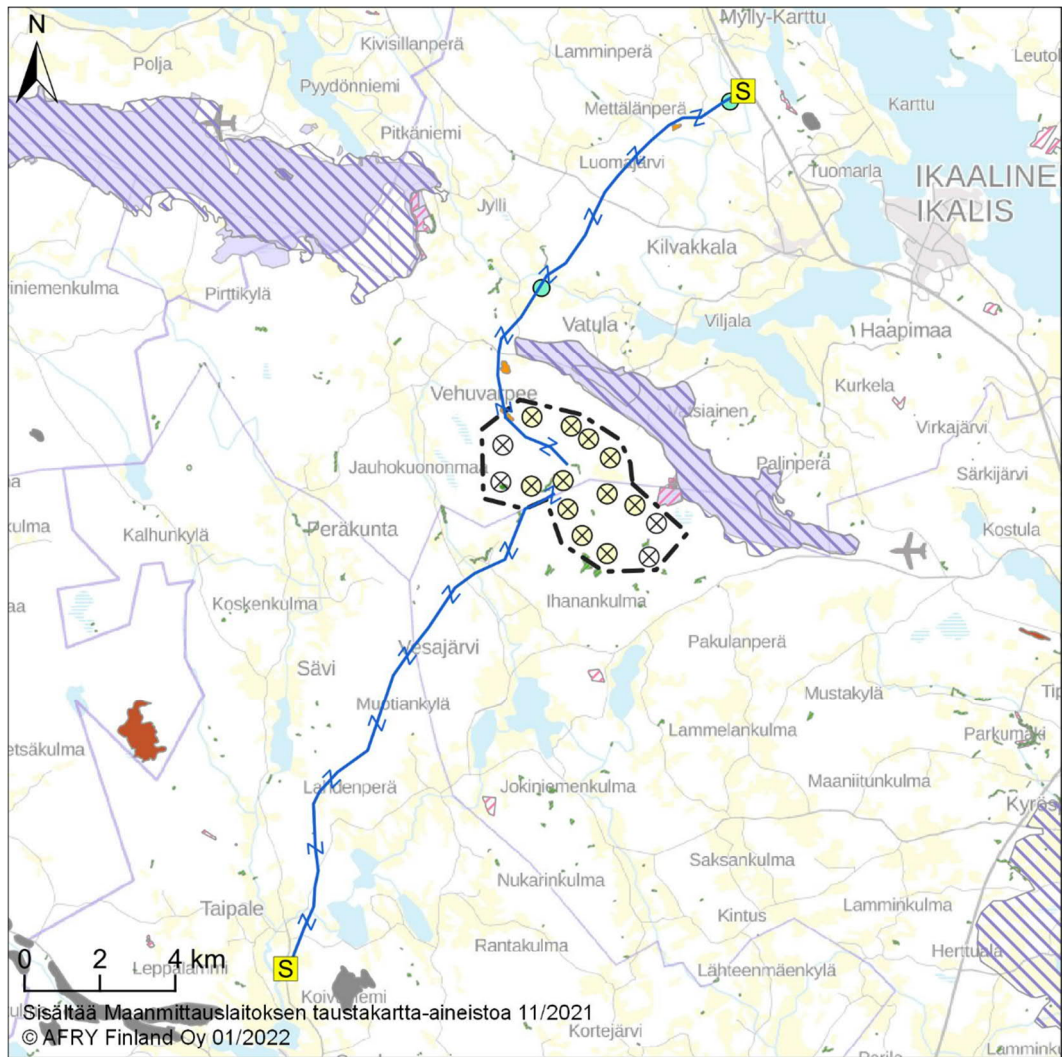 N
Mylly-Karttu
Kivisillanperä
Lamminperä
Polja
Pyydönniemi
Mettälänperä
S
Karttu
Pitkäniemi
Luomajärvi
Tuomarla
IKAALINE
IKALIS
Jylli
Kilvakkala
iniemenkulma
Pirttikylä
Vatula
Viljala
Haapimaa
Kurkela
Vehuvarpee
Vatsiainen
Virkajärvi
Jauhokuononmaa
Palinperä
Särkijärvi
Peräkunta
Kalhunkylä
Kostula
Koskenkulma
Ihanankulma
Vesajärvi
Pakulanperä
Sävi
Mustakylä
Muotiankylä
Lammelankulma
Parkumäki
etsäkulma
Lahdenperä
Jokiniemenkulma
Maaniitunkulma
Kyrös
Saksankulma
Nukarinkulma
Taipale
Kintus
Lamminkulma
Rantakulma
Herttuala
0 2 4 km
Leppälammi
S
Lähteenmäenkylä
Sisältää Maanmittauslaitoksen taustakartta-aineistoa 11/2021
© AFRY Finland Oy 01/2022
Kortejärvi